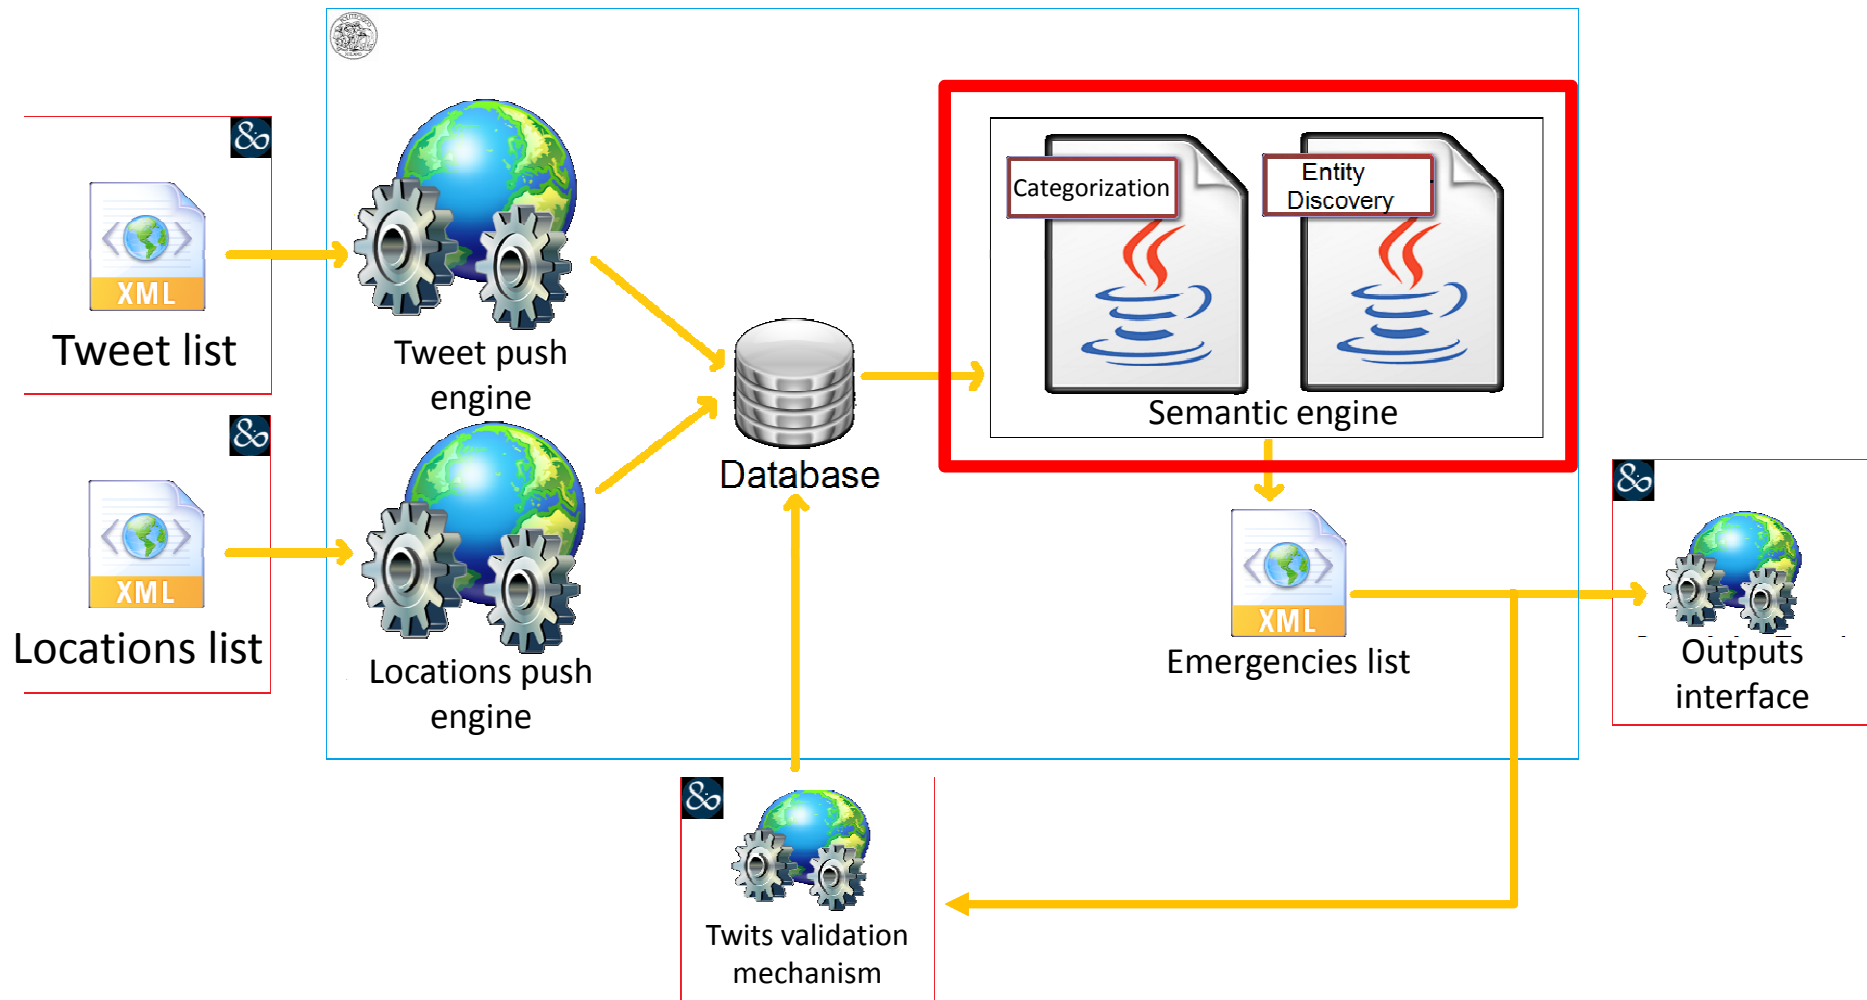 Categorization
Entity
Discovery
XML
Tweet list
Tweet push
engine
Semantic engine
Database
XML
Locations list
Locations push
engine
XML
Emergencies list
Outputs
interface
Twits validation
mechanism